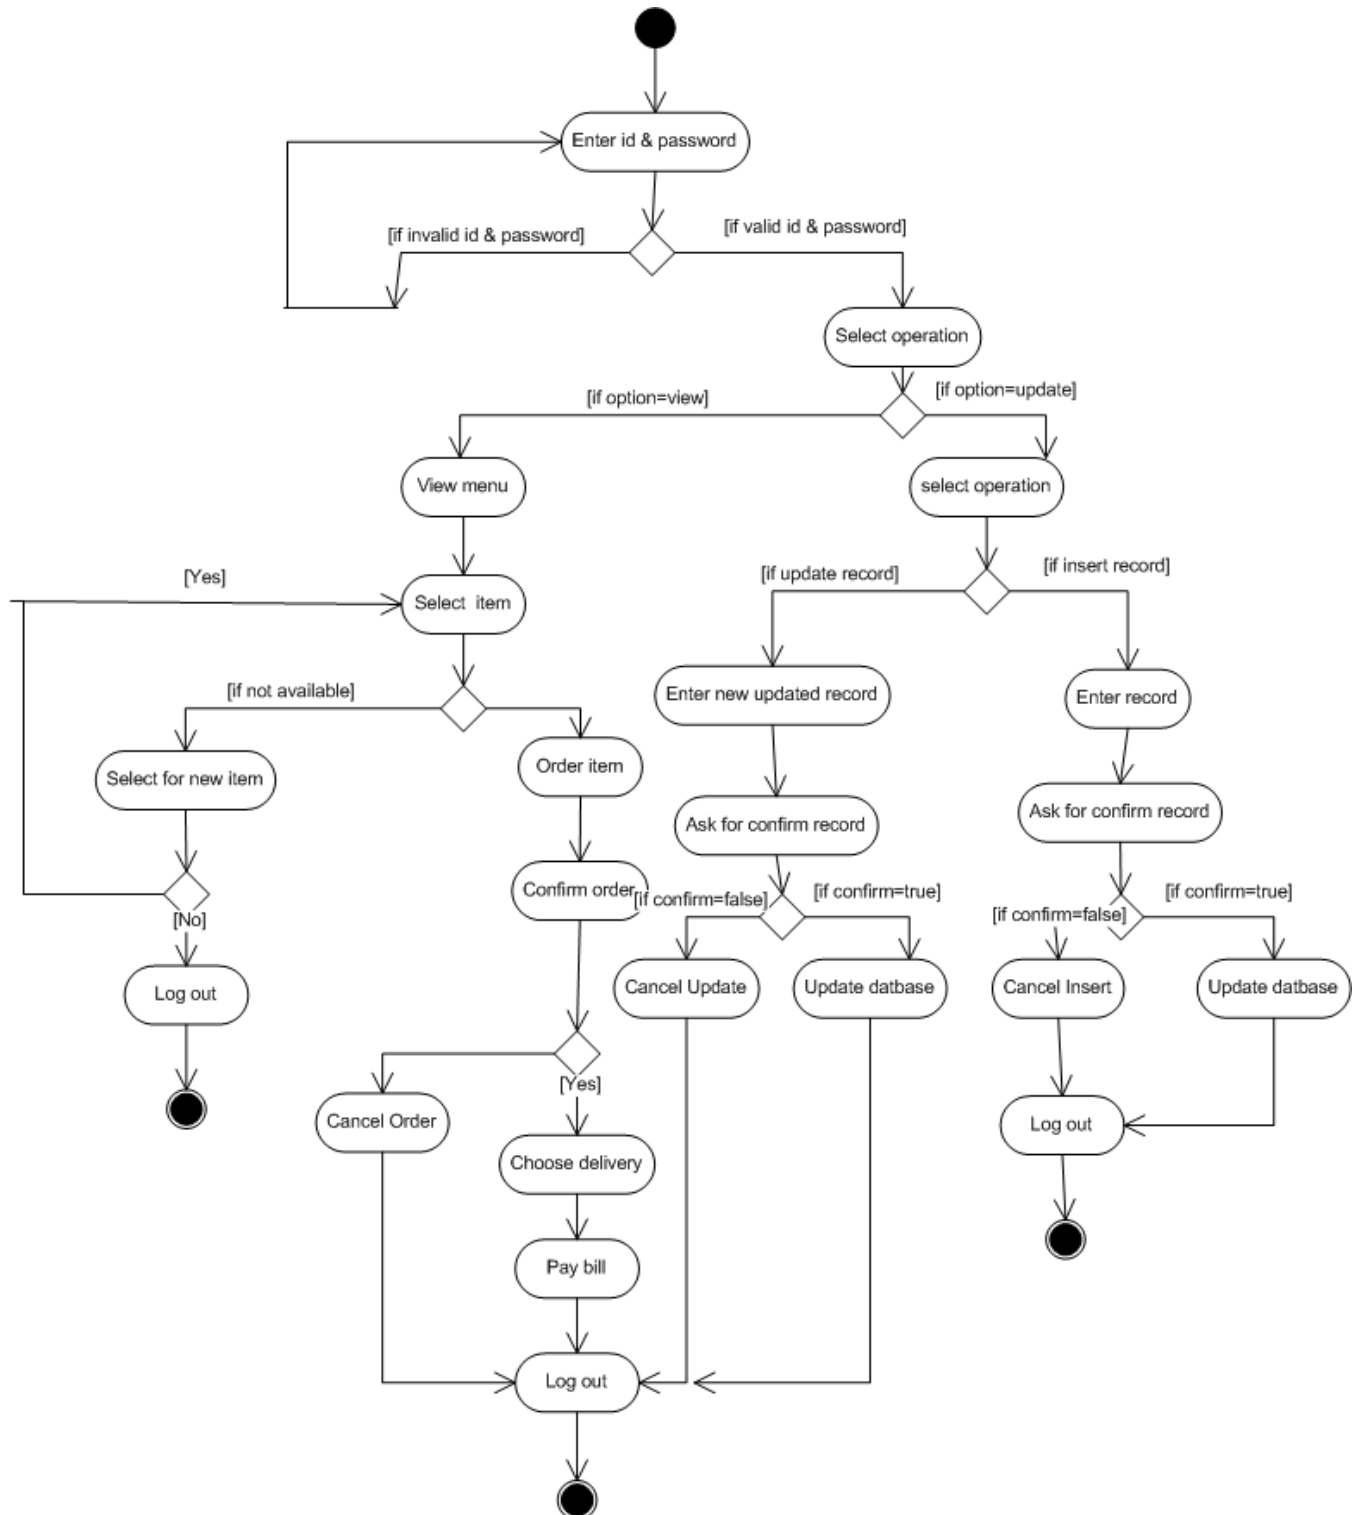 Enter id & password
[if invalid id & password]
[if valid id & password]
Select operation
[if option=view]
[if option=update]
View menu
select operation
[Yes]
[if update record]
[if insert record]
Select item
[if not available]
Enter new updated record
Enter record
Select for new item
Order item
Ask for confirm record
Ask for confirm record
Confirm order
[if confirm=false]
[if confirm=true]
[if confirm=false]
[if confirm=true]
[No]
Log out
Cancel Update
Update datbase
Cancel Insert
Update datbase
[Yes]
Cancel Order
Log out
Choose delivery
Pay bill
Log out